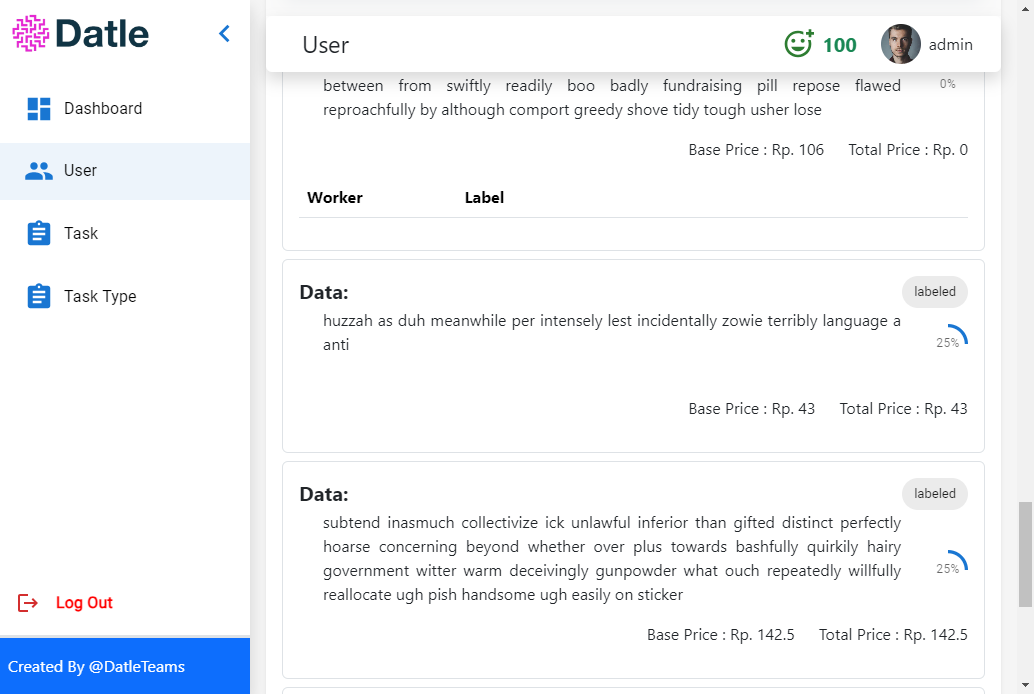 Datle
Dashboard
User
Task
Task Type
Log Out
Created By @DatleTeams
User
100
admin
between from swiftly readily boo badly fundraising pill repose flawed
0%
reproachfully by although comport greedy shove tidy tough usher lose
Base Price : Rp. 106 Total Price : Rp. 0
Worker Label
Data:
labeled
huzzah as duh meanwhile per intensely lest incidentally zowie terribly language a
anti
25%
Base Price : Rp. 43 Total Price : Rp. 43
Data:
labeled
subtend inasmuch collectivize ick unlawful inferior than gifted distinct perfectly
hoarse concerning beyond whether over plus towards bashfully quirkily hairy
government witter warm deceivingly gunpowder what ouch repeatedly willfully
25%
reallocate ugh pish handsome ugh easily on sticker
Base Price : Rp. 142.5 Total Price : Rp. 142.5